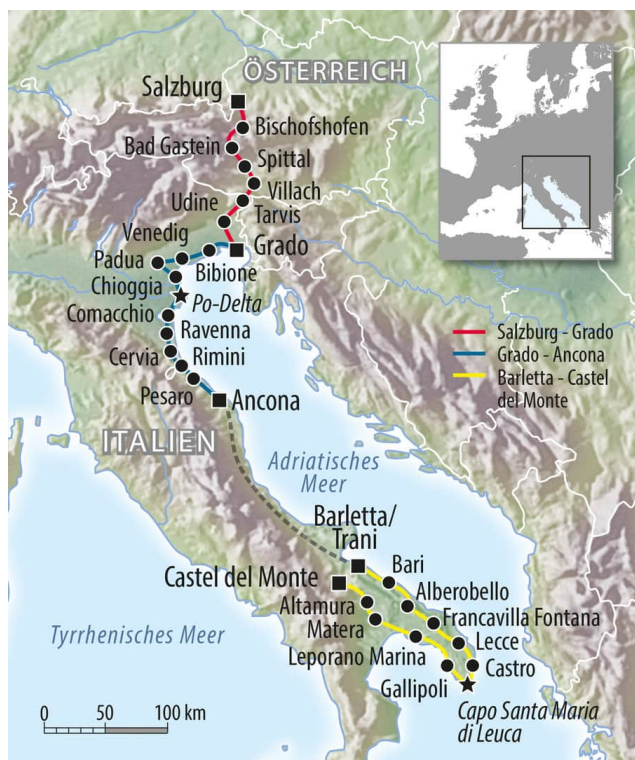 ÖSTERREICH
Salzburg
Bischofshofen
Bad Gastein
Spittal
Villach
Udine
Tarvis
Venedig
Grado
Padua
Bibione
Chioggia
Po-Delta
Comacchio
Ravenna
Cervia
Rimini
Pesaro
Ancona
ITALIEN
Salzburg - Grado
Grado - Ancona
Barletta - Castel
del Monte
Adriatisches
Meer
Barletta/
Trani
Bari
Castel del Monte
Alberobello
Altamura
Francavilla Fontana
Matera
Lecce
Leporano Marina
Castro
Gallipoli
Capo Santa Maria
di Leuca
Tyrrhenisches Meer
0 50 100 km